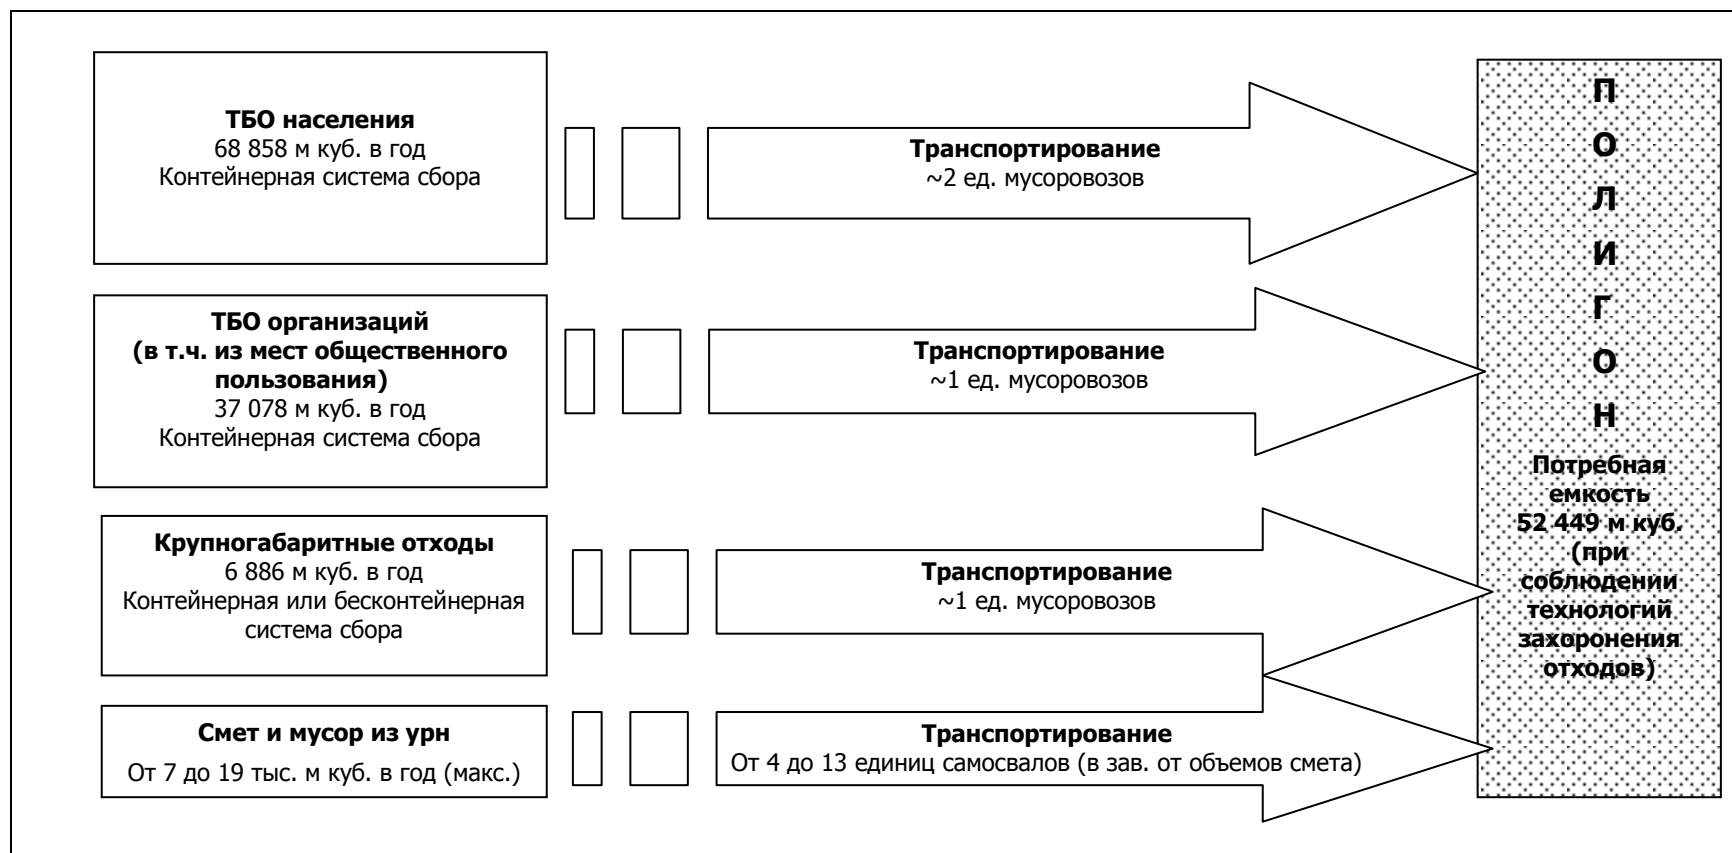 ТБО населения
68 858 м куб. в год
Контейнерная система сбора
Транспортирование
~2 ед. мусоровозов
ТБО организаций
(в т.ч. из мест общественного
пользования)
37 078 м куб. в год
Контейнерная система сбора
Транспортирование
~1 ед. мусоровозов
Крупногабаритные отходы
6 886 м куб. в год
Контейнерная или бесконтейнерная
система сбора
Транспортирование
~1 ед. мусоровозов
Смет и мусор из урн
От 7 до 19 тыс. м куб. в год (макс.)
Транспортирование
От 4 до 13 единиц самосвалов (в зав. от объемов смета)
П
О
Л
И
Г
О
Н
Потребная
емкость
52 449 м куб.
(при
соблюдении
технологий
захоронения
отходов)